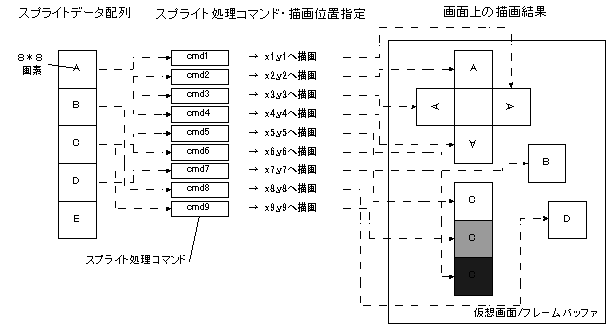 スプライトデータ配列
スプライト処理コマンド・描画位置指定
画面上の描画結果
8*8
画素
A
B
C
D
E
cmd1
cmd2
cmd3
cmd4
cmd5
cmd6
cmd7
cmd8
cmd9
→ x1,y1へ描画
→ x2,y2へ描画
→ x3,y3へ描画
→ x4,y4へ描画
→ x5,y5へ描画
→ x6,y6へ描画
→ x7,y7へ描画
→ x8,y8へ描画
→ x9,y9へ描画
スプライト処理コマンド
A
A
A
A
B
C
D
C
C
仮想画面/フレームバッファ